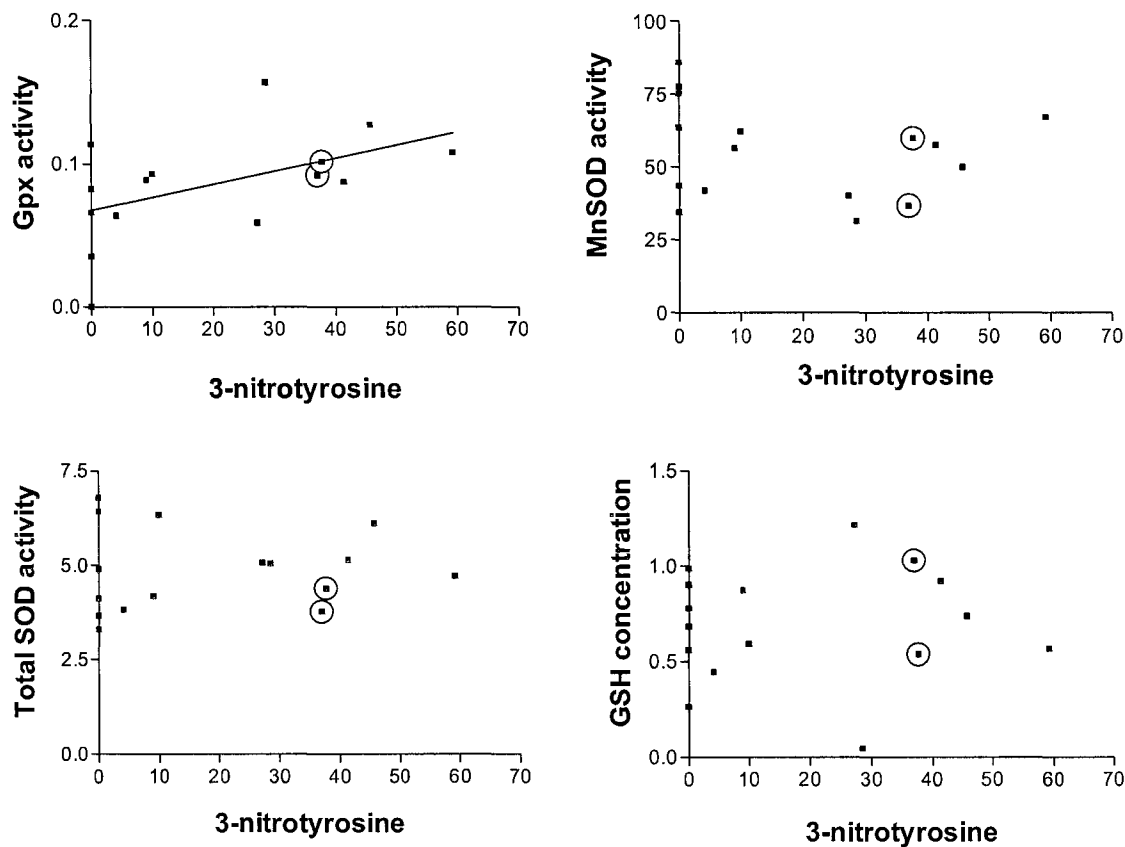 Gpx activity
0.2
0.1
0.0
0 10 20 30 40 50 60 70
3-nitrotyrosine
MnSOD activity
100
75
50
25
0
0 10 20 30 40 50 60 70
3-nitrotyrosine
Total SOD activity
7.5
5.0
2.5
0.0
0 10 20 30 40 50 60 70
3-nitrotyrosine
GSH concentration
1.5
1.0
0.5
0.0
0 10 20 30 40 50 60 70
3-nitrotyrosine